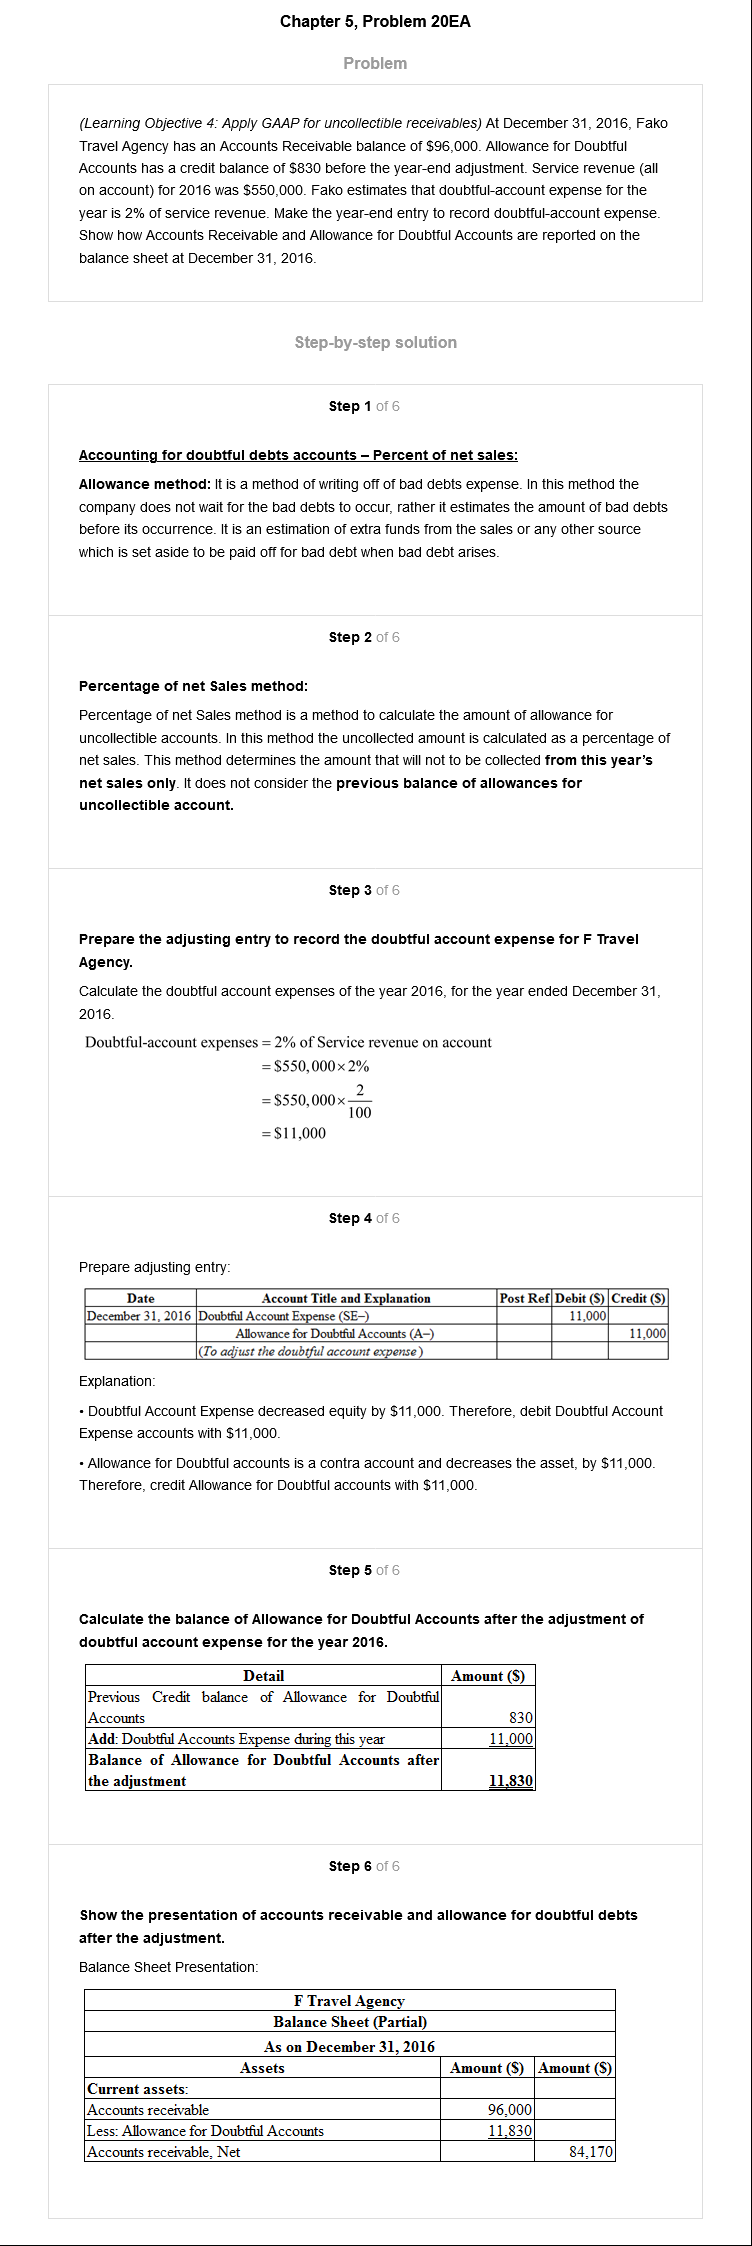 Chapter 5, Problem 20EA
Problem
(Learning Objective 4: Apply GAAP for uncollectible receivables) At December 31, 2016, Fako
Travel Agency has an Accounts Receivable balance of $96,000. Allowance for Doubtful
Accounts has a credit balance of $830 before the year-end adjustment. Service revenue (all
on account) for 2016 was $550,000. Fako estimates that doubtful-account expense for the
year is 2% of service revenue. Make the year-end entry to record doubtful-account expense.
Show how Accounts Receivable and Allowance for Doubtful Accounts are reported on the
balance sheet at December 31, 2016.
Step-by-step solution
Step 1 of 6
Accounting for doubtful debts accounts – Percent of net sales:
Allowance method: It is a method of writing off of bad debts expense. In this method the
company does not wait for the bad debts to occur, rather it estimates the amount of bad debts
before its occurrence. It is an estimation of extra funds from the sales or any other source
which is set aside to be paid off for bad debt when bad debt arises.
Step 2 of 6
Percentage of net Sales method:
Percentage of net Sales method is a method to calculate the amount of allowance for
uncollectible accounts. In this method the uncollected amount is calculated as a percentage of
net sales. This method determines the amount that will not to be collected from this year's
net sales only. It does not consider the previous balance of allowances for
uncollectible account.
Step 3 of 6
Prepare the adjusting entry to record the doubtful account expense for F Travel
Agency.
Calculate the doubtful account expenses of the year 2016, for the year ended December 31,
2016.
Doubtful-account expenses = 2% of Service revenue on account
= $550,000 × 2%
= $550,000 × 2/100
= $11,000
Step 4 of 6
Prepare adjusting entry:
Date Account Title and Explanation Post Ref Debit ($) Credit ($)
December 31, 2016 Doubtful Account Expense (SE–) 11,000
Allowance for Doubtful Accounts (A–) 11,000
(To adjust the doubtful account expense)
Explanation:
• Doubtful Account Expense decreased equity by $11,000. Therefore, debit Doubtful Account
Expense accounts with $11,000.
• Allowance for Doubtful accounts is a contra account and decreases the asset, by $11,000.
Therefore, credit Allowance for Doubtful accounts with $11,000.
Step 5 of 6
Calculate the balance of Allowance for Doubtful Accounts after the adjustment of
doubtful account expense for the year 2016.
Detail Amount ($)
Previous Credit balance of Allowance for Doubtful
Accounts 830
Add: Doubtful Accounts Expense during this year 11,000
Balance of Allowance for Doubtful Accounts after
the adjustment 11,830
Step 6 of 6
Show the presentation of accounts receivable and allowance for doubtful debts
after the adjustment.
Balance Sheet Presentation:
F Travel Agency
Balance Sheet (Partial)
As on December 31, 2016
Assets Amount ($) Amount ($)
Current assets:
Accounts receivable 96,000
Less: Allowance for Doubtful Accounts 11,830
Accounts receivable, Net 84,170